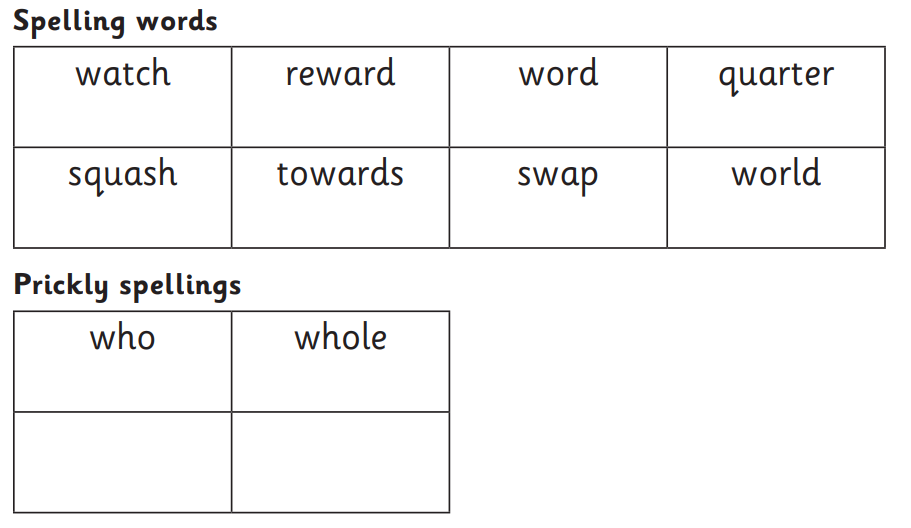 Spelling words
watch reward word quarter
squash towards swap world
Prickly spellings
who whole